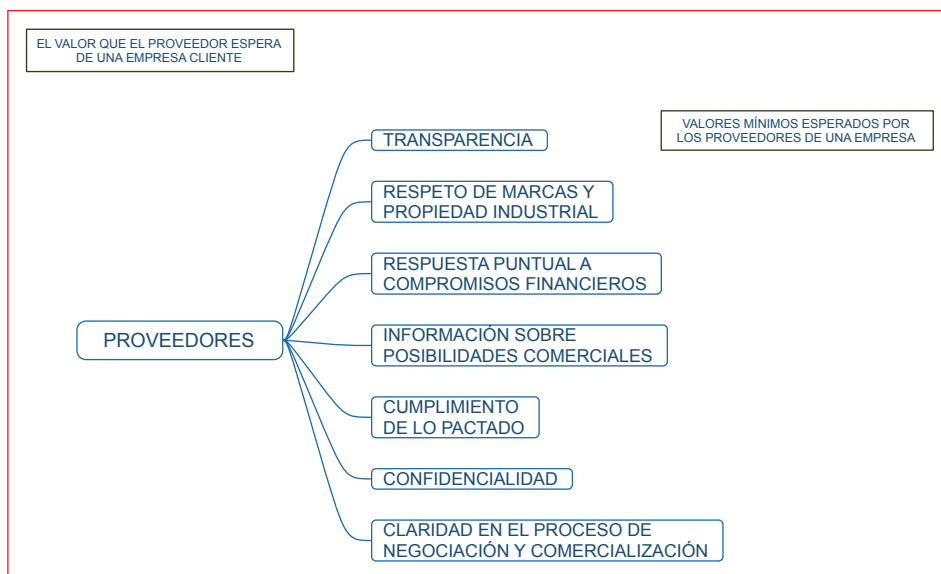 EL VALOR QUE EL PROVEEDOR ESPERA
DE UNA EMPRESA CLIENTE
VALORES MÍNIMOS ESPERADOS POR
LOS PROVEEDORES DE UNA EMPRESA
TRANSPARENCIA
RESPETO DE MARCAS Y
PROPIEDAD INDUSTRIAL
RESPUESTA PUNTUAL A
COMPROMISOS FINANCIEROS
PROVEEDORES
INFORMACIÓN SOBRE
POSIBILIDADES COMERCIALES
CUMPLIMIENTO
DE LO PACTADO
CONFIDENCIALIDAD
CLARIDAD EN EL PROCESO DE
NEGOCIACIÓN Y COMERCIALIZACIÓN